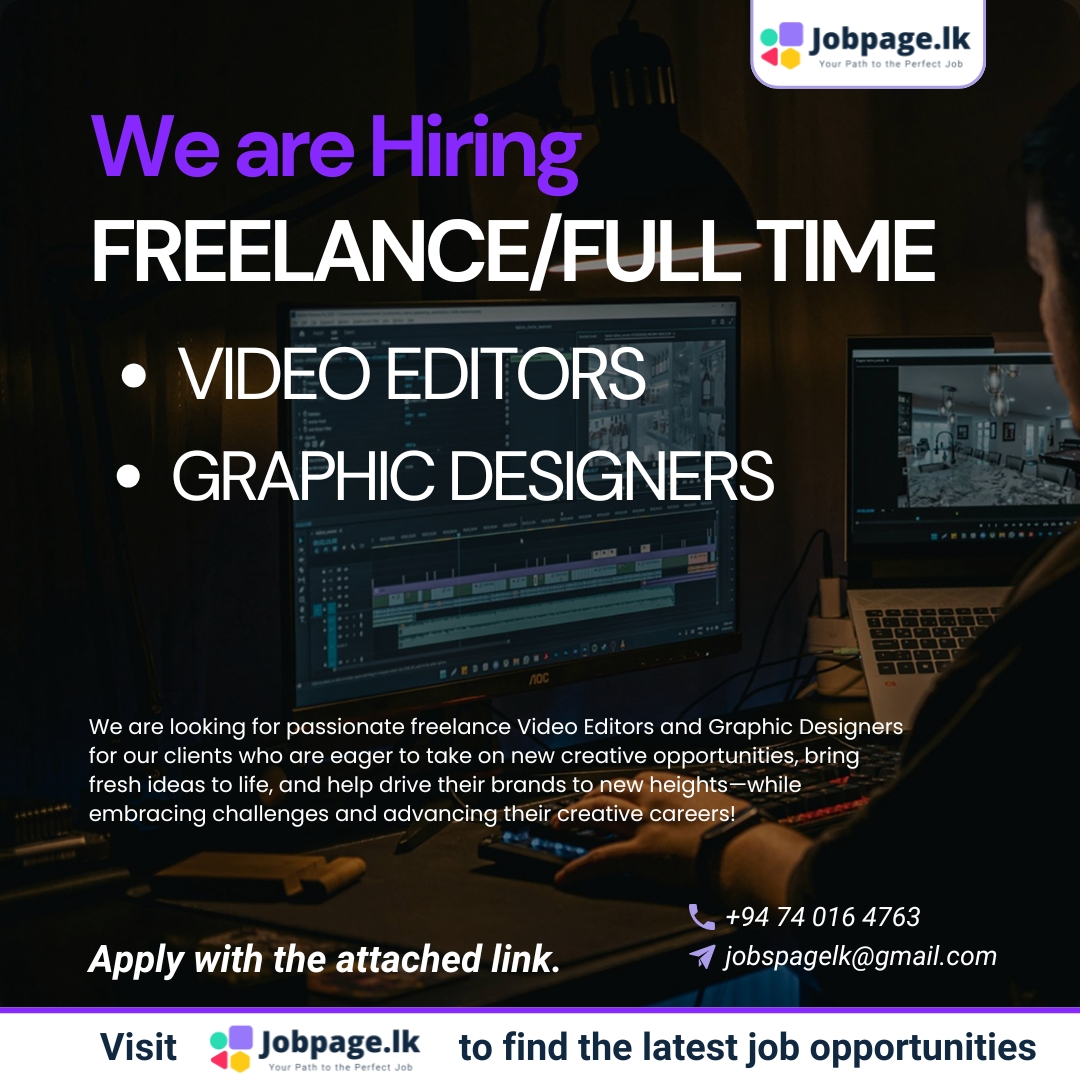 Jobpage.lk
Your Path to the Perfect Job
We are Hiring
FREELANCE/FULL TIME
• VIDEO EDITORS
• GRAPHIC DESIGNERS
AOC
We are looking for passionate freelance Video Editors and Graphic Designers
for our clients who are eager to take on new creative opportunities, bring
fresh ideas to life, and help drive their brands to new heights—while
embracing challenges and advancing their creative careers!
+94 74 016 4763
Apply with the attached link.
jobspagelk@gmail.com
Visit Jobpage.lk to find the latest job opportunities
Your Path to the Perfect Job